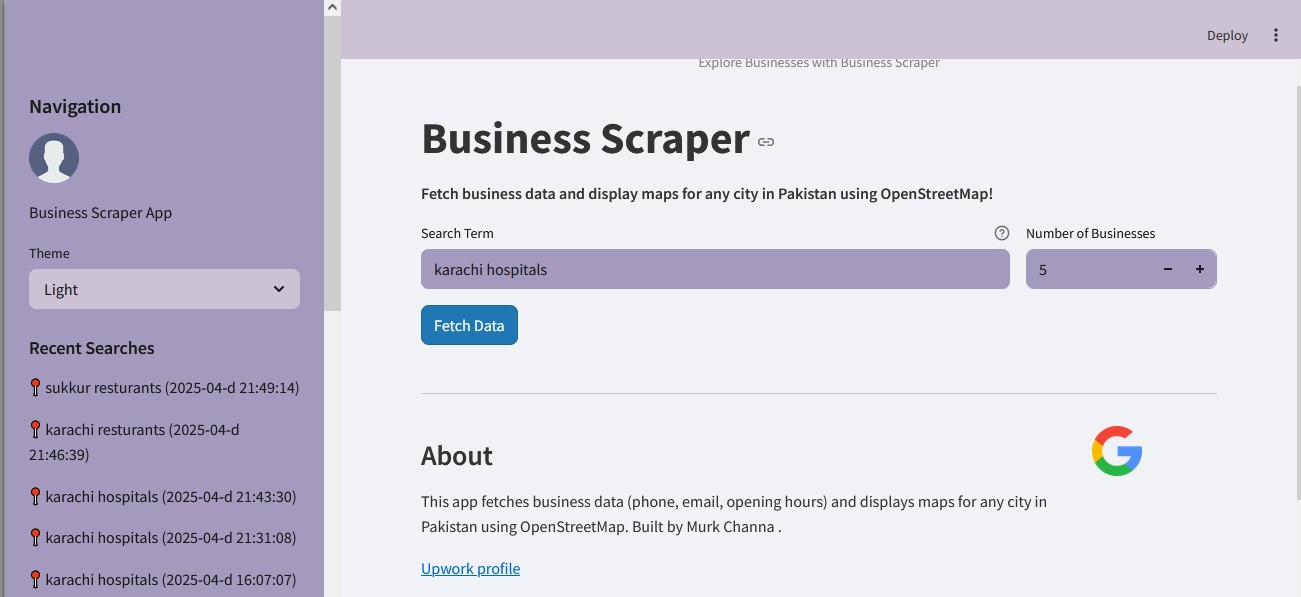 Deploy
Navigation
Business Scraper App
Theme
Light
Recent Searches
sukkur resturants (2025-04-d 21:49:14)
karachi resturants (2025-04-d
21:46:39)
karachi hospitals (2025-04-d 21:43:30)
karachi hospitals (2025-04-d 21:31:08)
karachi hospitals (2025-04-d 16:07:07)
Explore Businesses with Business Scraper
Business Scraper
Fetch business data and display maps for any city in Pakistan using OpenStreetMap!
Search Term
Number of Businesses
karachi hospitals
5
Fetch Data
About
This app fetches business data (phone, email, opening hours) and displays maps for any city in
Pakistan using OpenStreetMap. Built by Murk Channa .
Upwork profile